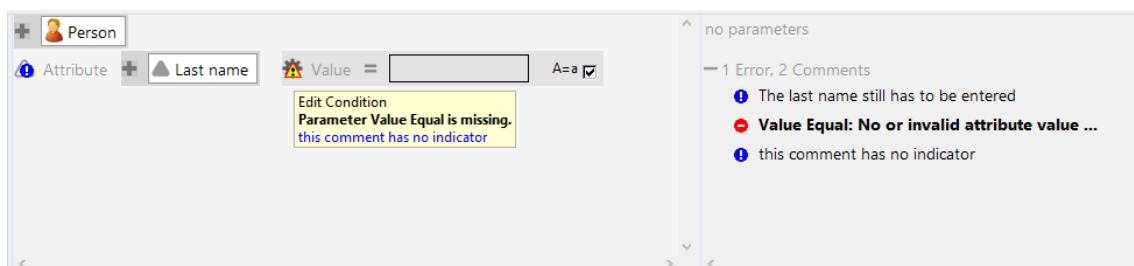 Person
no parameters
Attribute Last name Value = A=a
1 Error, 2 Comments
The last name still has to be entered
Value Equal: No or invalid attribute value ...
this comment has no indicator
Edit Condition
Parameter Value Equal is missing.
this comment has no indicator